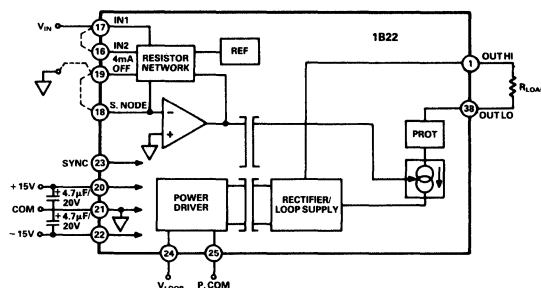 IN1
VIN
17
1B22
IN2
16
4mA
OFF
19
RESISTOR
NETWORK
REF
1
OUT HI
RLOAD
38
OUT LO
S. NODE
18
−
+
PROT
SYNC
23
+15V
20
+ 4.7μF/
20V
COM
21
+ 4.7μF/
20V
−15V
22
POWER
DRIVER
RECTIFIER/
LOOP SUPPLY
24
25
VLOOP
P. COM